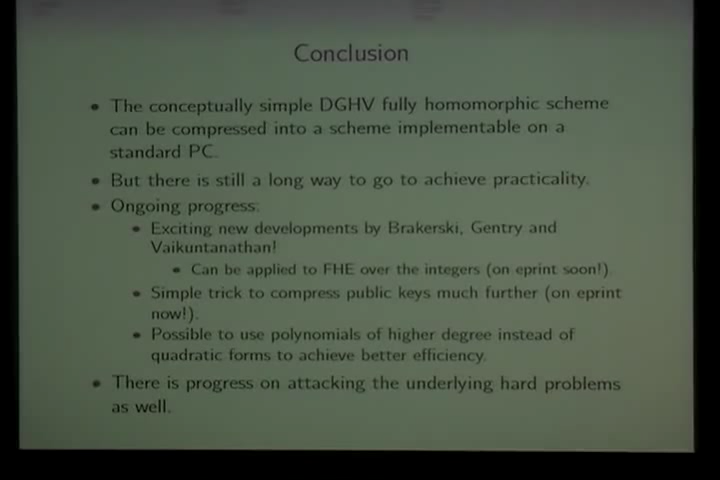 Conclusion
• The conceptually simple DGHV fully homomorphic scheme
can be compressed into a scheme implementable on a
standard PC.
• But there is still a long way to go to achieve practicality.
• Ongoing progress:
• Exciting new developments by Brakerski, Gentry and
Vaikuntanathan!
• Can be applied to FHE over the integers (on eprint soon!).
• Simple trick to compress public keys much further (on eprint
now!).
• Possible to use polynomials of higher degree instead of
quadratic forms to achieve better efficiency.
• There is progress on attacking the underlying hard problems
as well.